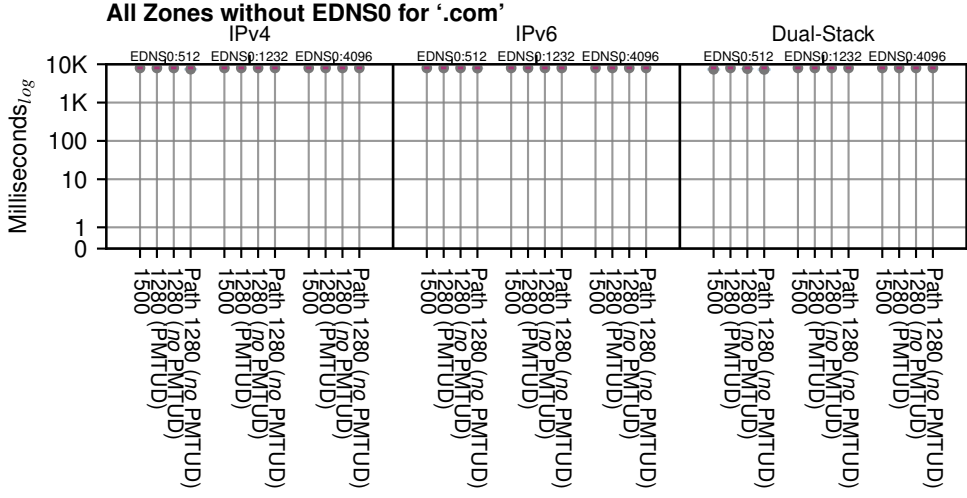 All Zones without EDNS0 for ‘.com’
IPv4
IPv6
Dual-Stack
EDNS0:512
EDNS0:1232
EDNS0:4096
EDNS0:512
EDNS0:1232
EDNS0:4096
EDNS0:512
EDNS0:1232
EDNS0:4096
Milliseconds log
10K
1K
100
10
1
0
1500
1280 (PMTUD)
1280 (no PMTUD)
Path 1280 (no PMTUD)
1500
1280 (PMTUD)
1280 (no PMTUD)
Path 1280 (no PMTUD)
1500
1280 (PMTUD)
1280 (no PMTUD)
Path 1280 (no PMTUD)
1500
1280 (PMTUD)
1280 (no PMTUD)
Path 1280 (no PMTUD)
1500
1280 (PMTUD)
1280 (no PMTUD)
Path 1280 (no PMTUD)
1500
1280 (PMTUD)
1280 (no PMTUD)
Path 1280 (no PMTUD)
1500
1280 (PMTUD)
1280 (no PMTUD)
Path 1280 (no PMTUD)
1500
1280 (PMTUD)
1280 (no PMTUD)
Path 1280 (no PMTUD)
1500
1280 (PMTUD)
1280 (no PMTUD)
Path 1280 (no PMTUD)